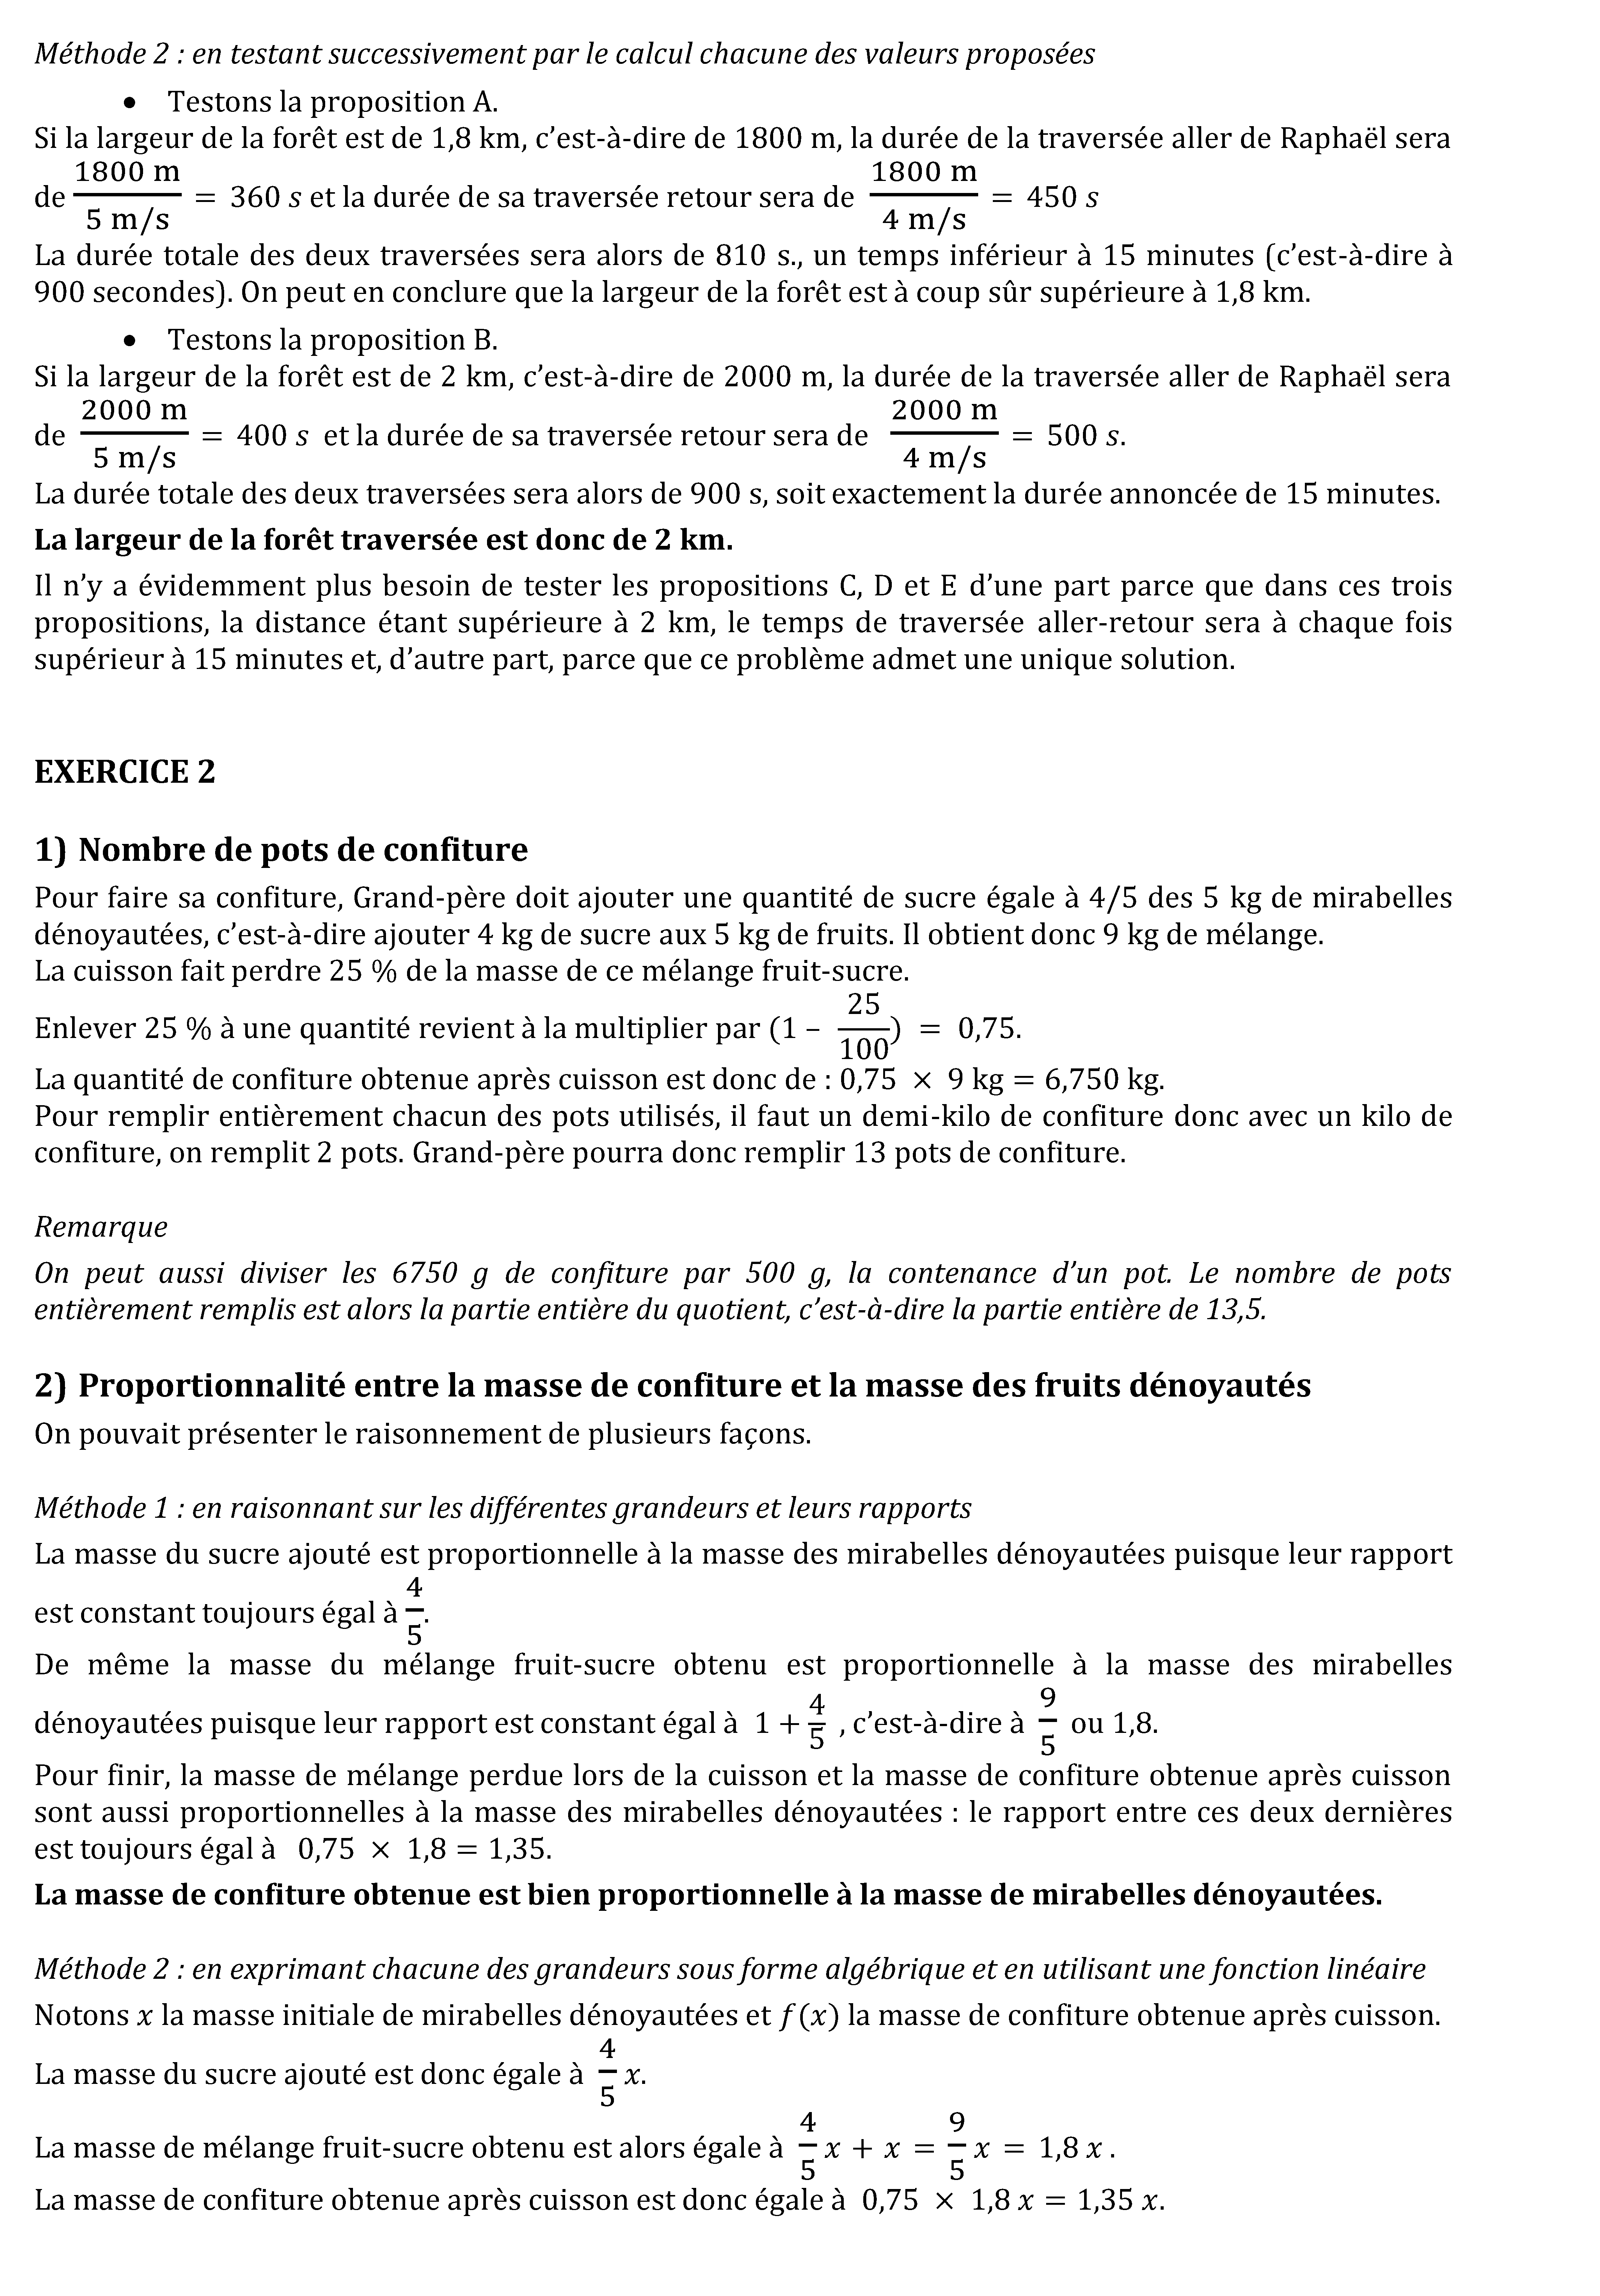 Méthode 2 : en testant successivement par le calcul chacune des valeurs proposées
• Testons la proposition A.
Si la largeur de la forêt est de 1,8 km, c’est-à-dire de 1800 m, la durée de la traversée aller de Raphaël sera
de 1800 m / 5 m/s = 360 s et la durée de sa traversée retour sera de 1800 m / 4 m/s = 450 s
La durée totale des deux traversées sera alors de 810 s., un temps inférieur à 15 minutes (c’est-à-dire à
900 secondes). On peut en conclure que la largeur de la forêt est à coup sûr supérieure à 1,8 km.
• Testons la proposition B.
Si la largeur de la forêt est de 2 km, c’est-à-dire de 2000 m, la durée de la traversée aller de Raphaël sera
de 2000 m / 5 m/s = 400 s et la durée de sa traversée retour sera de 2000 m / 4 m/s = 500 s.
La durée totale des deux traversées sera alors de 900 s, soit exactement la durée annoncée de 15 minutes.
La largeur de la forêt traversée est donc de 2 km.
Il n’y a évidemment plus besoin de tester les propositions C, D et E d’une part parce que dans ces trois
propositions, la distance étant supérieure à 2 km, le temps de traversée aller-retour sera à chaque fois
supérieur à 15 minutes et, d’autre part, parce que ce problème admet une unique solution.
EXERCICE 2
1) Nombre de pots de confiture
Pour faire sa confiture, Grand-père doit ajouter une quantité de sucre égale à 4/5 des 5 kg de mirabelles
dénoyautées, c’est-à-dire ajouter 4 kg de sucre aux 5 kg de fruits. Il obtient donc 9 kg de mélange.
La cuisson fait perdre 25 % de la masse de ce mélange fruit-sucre.
Enlever 25 % à une quantité revient à la multiplier par (1 – 25/100) = 0,75.
La quantité de confiture obtenue après cuisson est donc de : 0,75 × 9 kg = 6,750 kg.
Pour remplir entièrement chacun des pots utilisés, il faut un demi-kilo de confiture donc avec un kilo de
confiture, on remplit 2 pots. Grand-père pourra donc remplir 13 pots de confiture.
Remarque
On peut aussi diviser les 6750 g de confiture par 500 g, la contenance d’un pot. Le nombre de pots
entièrement remplis est alors la partie entière du quotient, c’est-à-dire la partie entière de 13,5.
2) Proportionnalité entre la masse de confiture et la masse des fruits dénoyautés
On pouvait présenter le raisonnement de plusieurs façons.
Méthode 1 : en raisonnant sur les différentes grandeurs et leurs rapports
La masse du sucre ajouté est proportionnelle à la masse des mirabelles dénoyautées puisque leur rapport
est constant toujours égal à 4/5.
De même la masse du mélange fruit-sucre obtenu est proportionnelle à la masse des mirabelles
dénoyautées puisque leur rapport est constant égal à 1 + 4/5 , c’est-à-dire à 9/5 ou 1,8.
Pour finir, la masse de mélange perdue lors de la cuisson et la masse de confiture obtenue après cuisson
sont aussi proportionnelles à la masse des mirabelles dénoyautées : le rapport entre ces deux dernières
est toujours égal à 0,75 × 1,8 = 1,35.
La masse de confiture obtenue est bien proportionnelle à la masse de mirabelles dénoyautées.
Méthode 2 : en exprimant chacune des grandeurs sous forme algébrique et en utilisant une fonction linéaire
Notons x la masse initiale de mirabelles dénoyautées et f (x) la masse de confiture obtenue après cuisson.
La masse du sucre ajouté est donc égale à 4/5 x.
La masse de mélange fruit-sucre obtenu est alors égale à 4/5 x + x = 9/5 x = 1,8 x .
La masse de confiture obtenue après cuisson est donc égale à 0,75 × 1,8 x = 1,35 x.